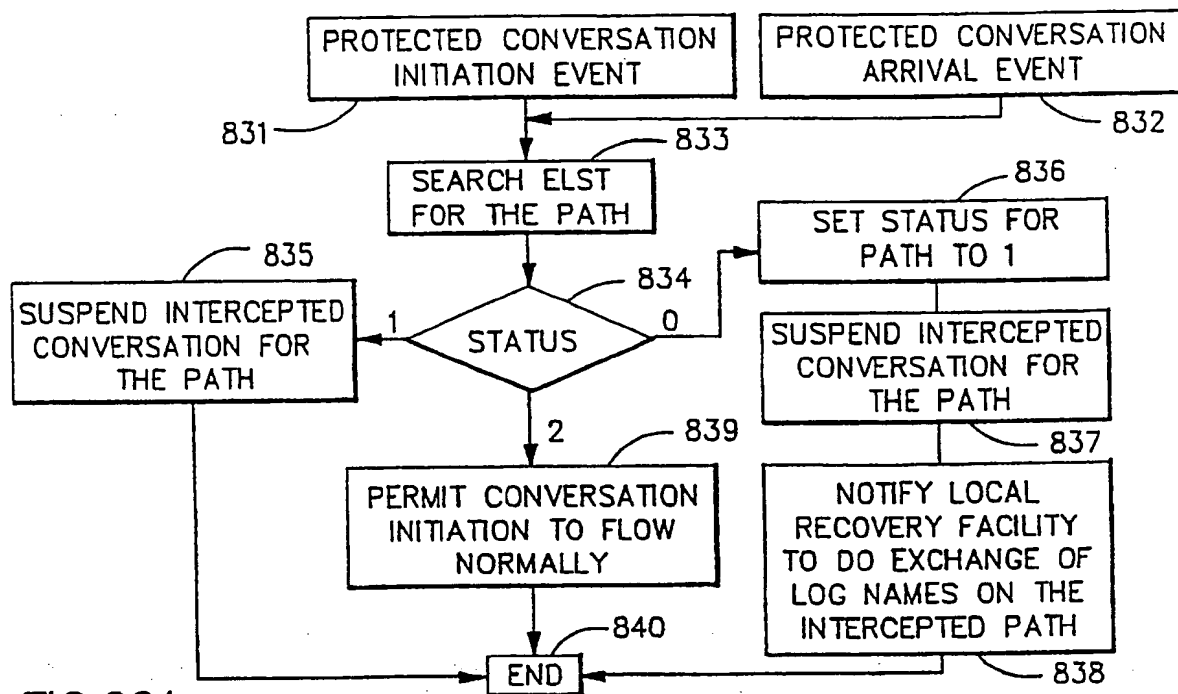 PROTECTED CONVERSATION
INITIATION EVENT
PROTECTED CONVERSATION
ARRIVAL EVENT
831
832
833
SEARCH ELST
FOR THE PATH
836
SET STATUS FOR
PATH TO 1
835
834
SUSPEND INTERCEPTED
CONVERSATION FOR
THE PATH
1
STATUS
0
SUSPEND INTERCEPTED
CONVERSATION FOR
THE PATH
837
2
839
PERMIT CONVERSATION
INITIATION TO FLOW
NORMALLY
NOTIFY LOCAL
RECOVERY FACILITY
TO DO EXCHANGE OF
LOG NAMES ON THE
INTERCEPTED PATH
838
840
END